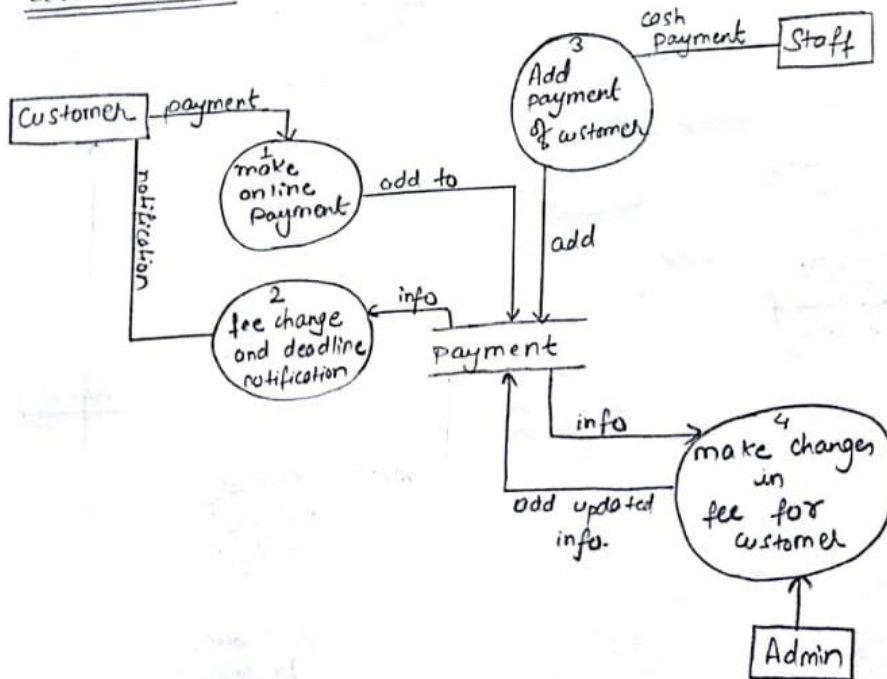 cash
payment
Staff
3
Add
payment
of customer
Customer
payment
1
make
online
payment
add to
add
notification
2
fee change
and deadline
notification
info
payment
info
4
make changes
in
fee for
customer
add updated
info.
Admin